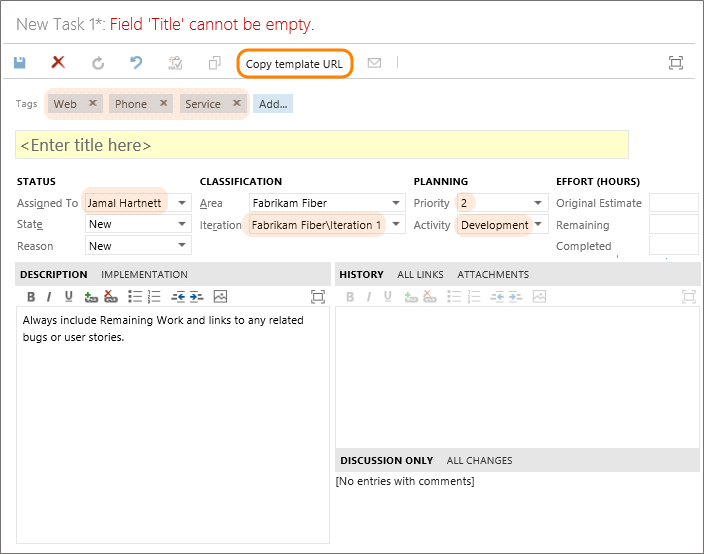 New Task 1*: Field 'Title' cannot be empty.
Copy template URL
Tags Web × Phone × Service × Add...
<Enter title here>
STATUS CLASSIFICATION PLANNING EFFORT (HOURS)
Assigned To Jamal Hartnett Area Fabrikam Fiber Priority 2 Original Estimate
State New Iteration Fabrikam Fiber\Iteration 1 Activity Development Remaining
Reason New Completed
DESCRIPTION IMPLEMENTATION HISTORY ALL LINKS ATTACHMENTS
B I U B I U
Always include Remaining Work and links to any related
bugs or user stories.
DISCUSSION ONLY ALL CHANGES
[No entries with comments]